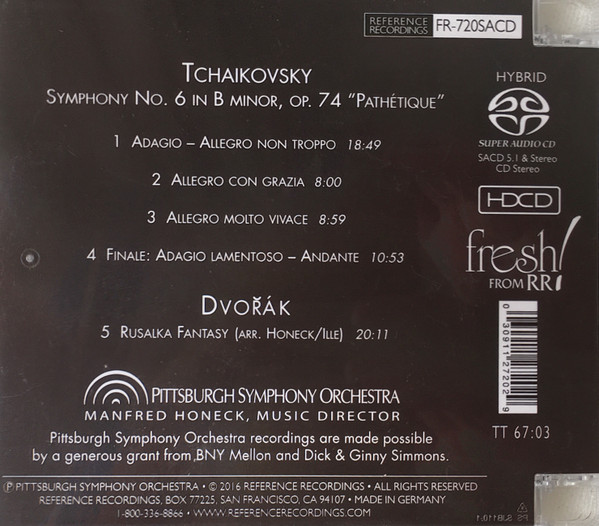 REFERENCE RECORDINGS FR-720SACD
TCHAIKOVSKY
SYMPHONY NO. 6 IN B MINOR, OP. 74 "PATHÉTIQUE"
1 ADAGIO – ALLEGRO NON TROPPO 18:49
2 ALLEGRO CON GRAZIA 8:00
3 ALLEGRO MOLTO VIVACE 8:59
4 FINALE: ADAGIO LAMENTOSO – ANDANTE 10:53
DVOŘÁK
5 RUSALKA FANTASY (ARR. HONECK/ILLE) 20:11
HYBRID
SUPER AUDIO CD
SACD 5.1 & Stereo
CD Stereo
HDCD
fresh!
FROM RR
0 30911 27202 9
TT 67:03
PITTSBURGH SYMPHONY ORCHESTRA
MANFRED HONECK, MUSIC DIRECTOR
Pittsburgh Symphony Orchestra recordings are made possible
by a generous grant from BNY Mellon and Dick & Ginny Simmons.
℗ PITTSBURGH SYMPHONY ORCHESTRA • © 2016 REFERENCE RECORDINGS • ALL RIGHTS RESERVED
REFERENCE RECORDINGS, BOX 77225, SAN FRANCISCO, CA 94107 • MADE IN GERMANY
1-800-336-8866 • WWW.REFERENCERECORDINGS.COM